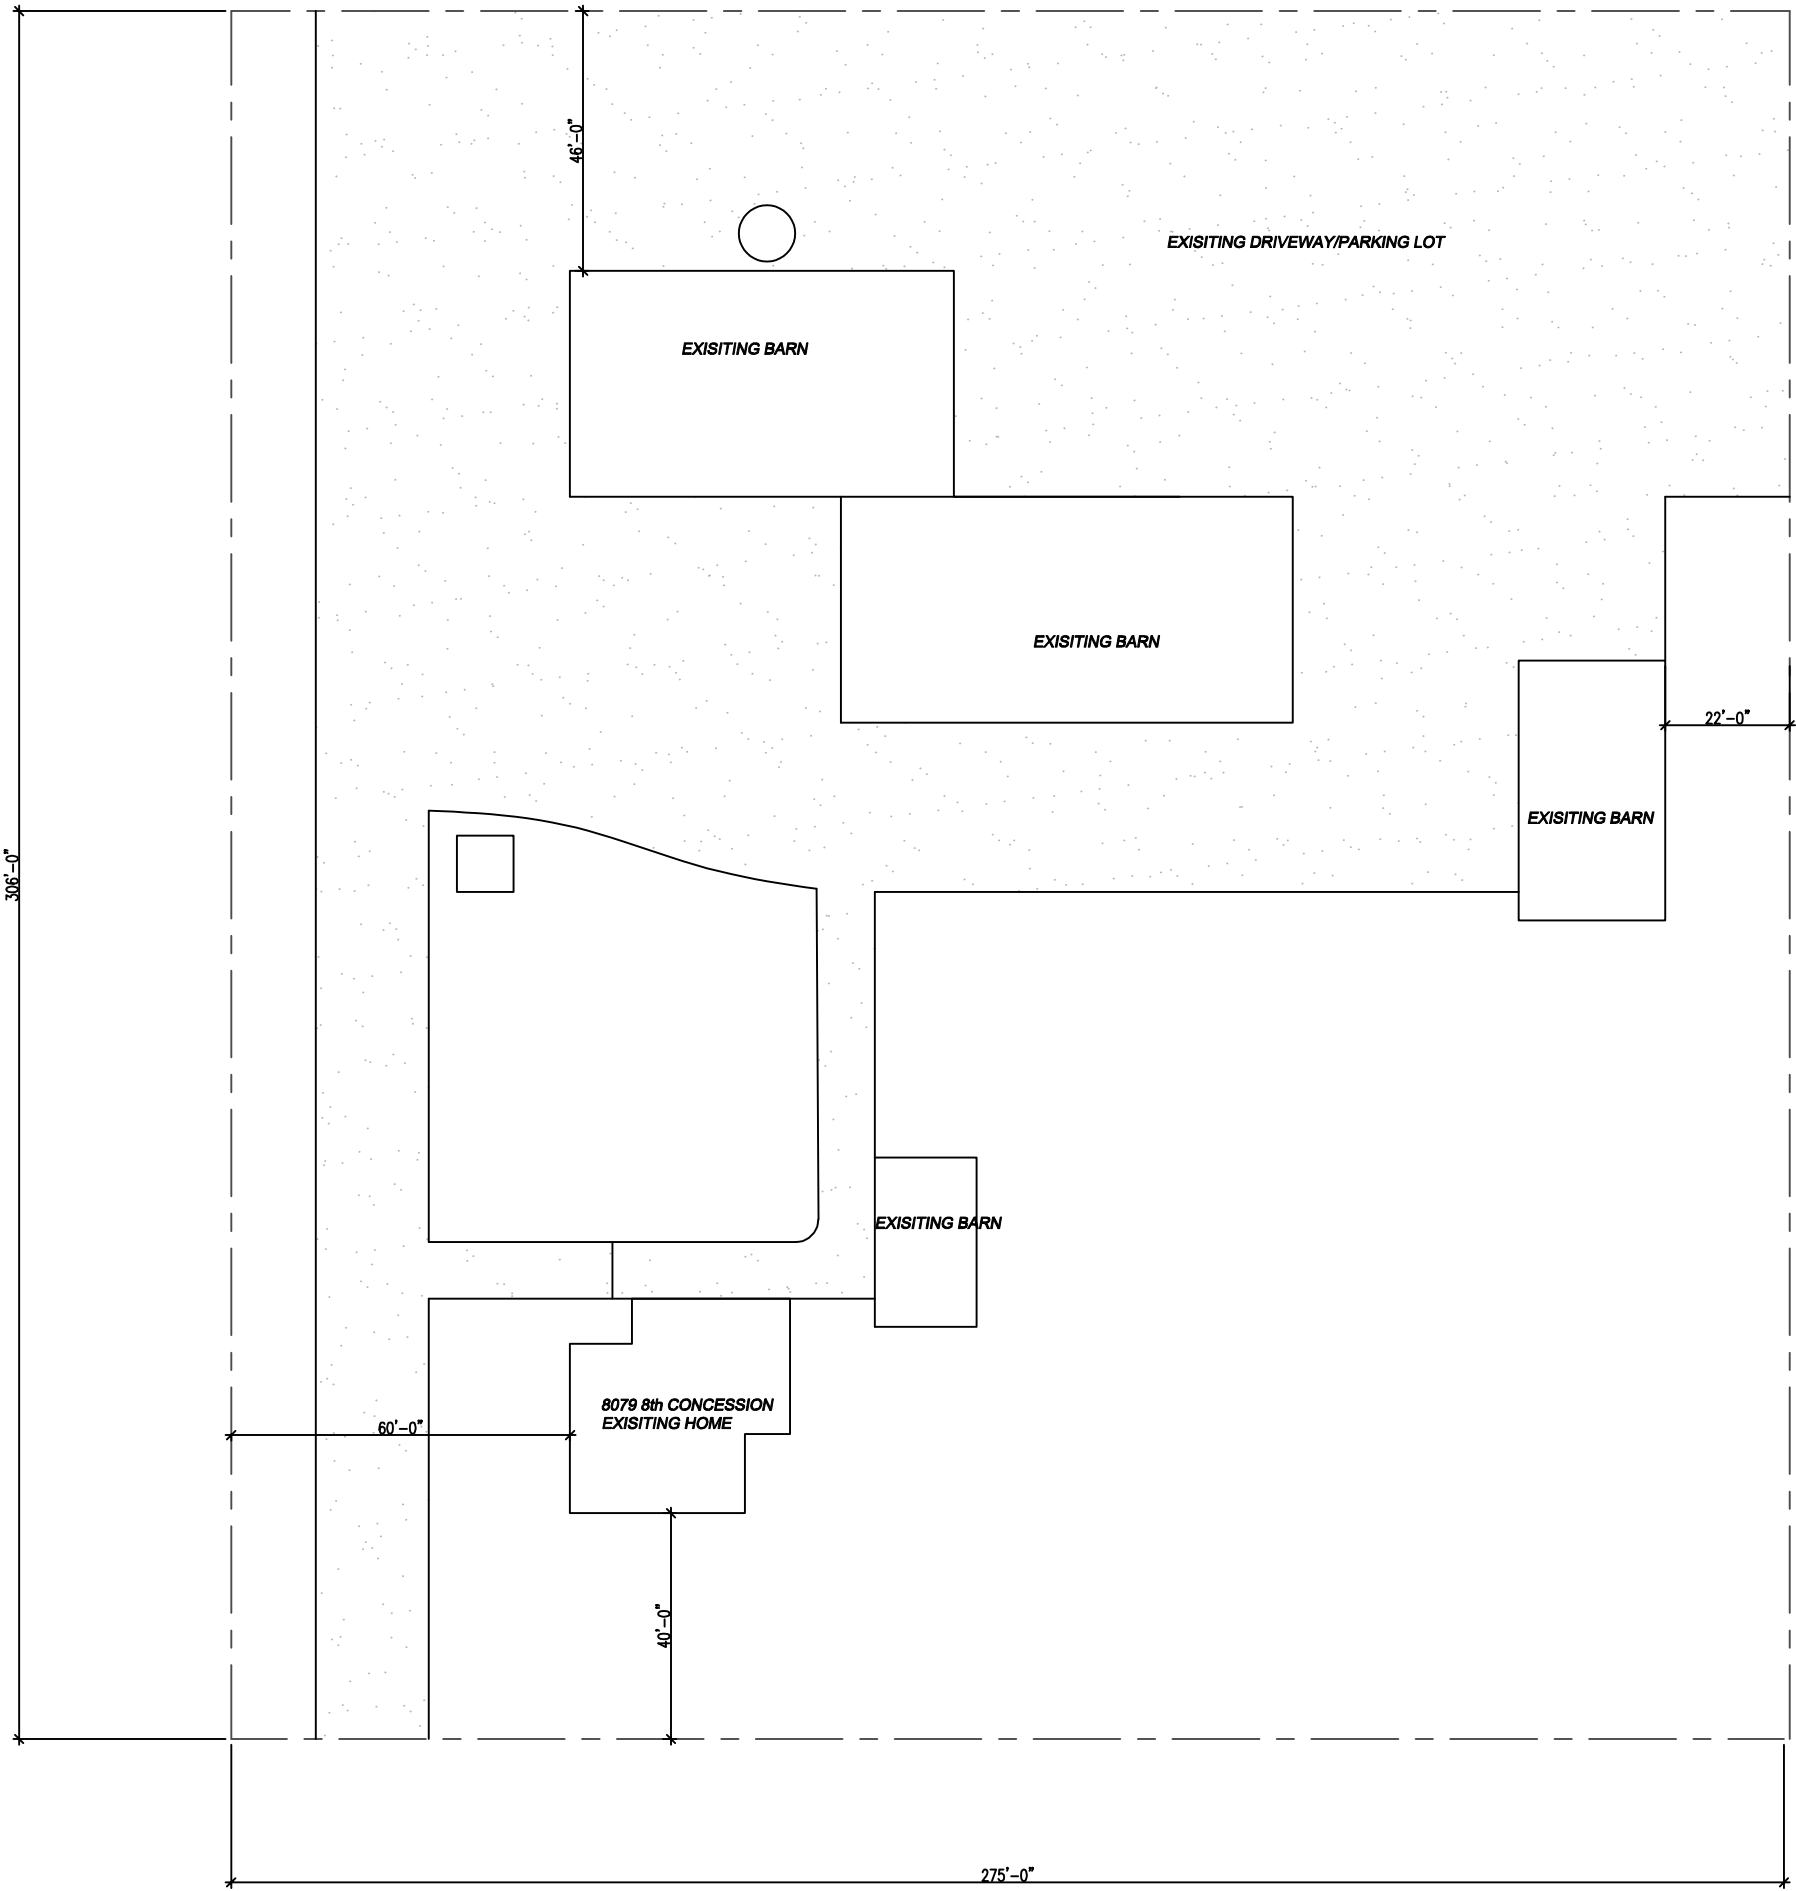 46'-0"
EXISITING DRIVEWAY/PARKING LOT
EXISITING BARN
EXISITING BARN
22'-0"
EXISITING BARN
306'-0"
EXISITING BARN
8079 8th CONCESSION
EXISITING HOME
60'-0"
40'-0"
275'-0"